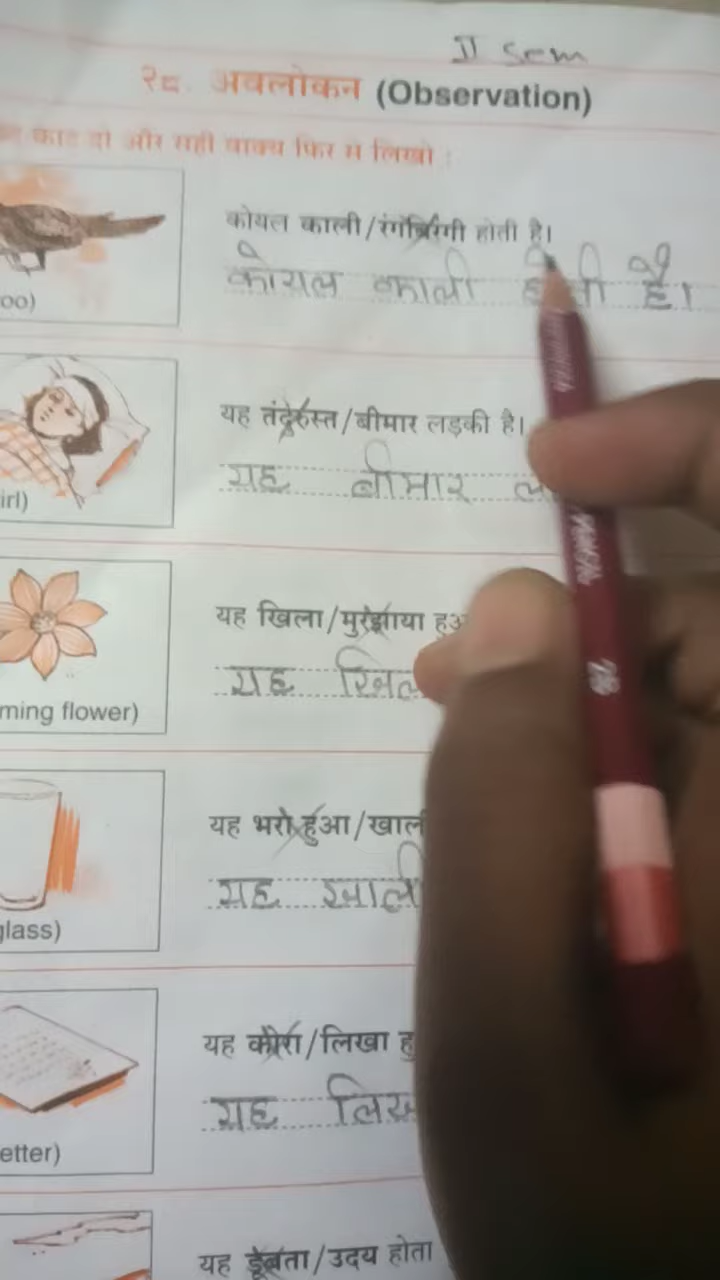 II Sem
२८. अवलोकन (Observation)
काट दो और सही वाक्य फिर से लिखो :
कोयल काली/रंगबिरंगी होती है।
oo)
कोयल काली है।
यह तंदुरुस्त/बीमार लड़की है।
irl)
यह बीमार ल
यह खिला/मुरझाया हुआ
यह खिल
ming flower)
यह भरा हुआ/खाली
यह खाली
glass)
यह कोरा/लिखा हु
यह लिख
etter)
यह डूबता/उदय होता